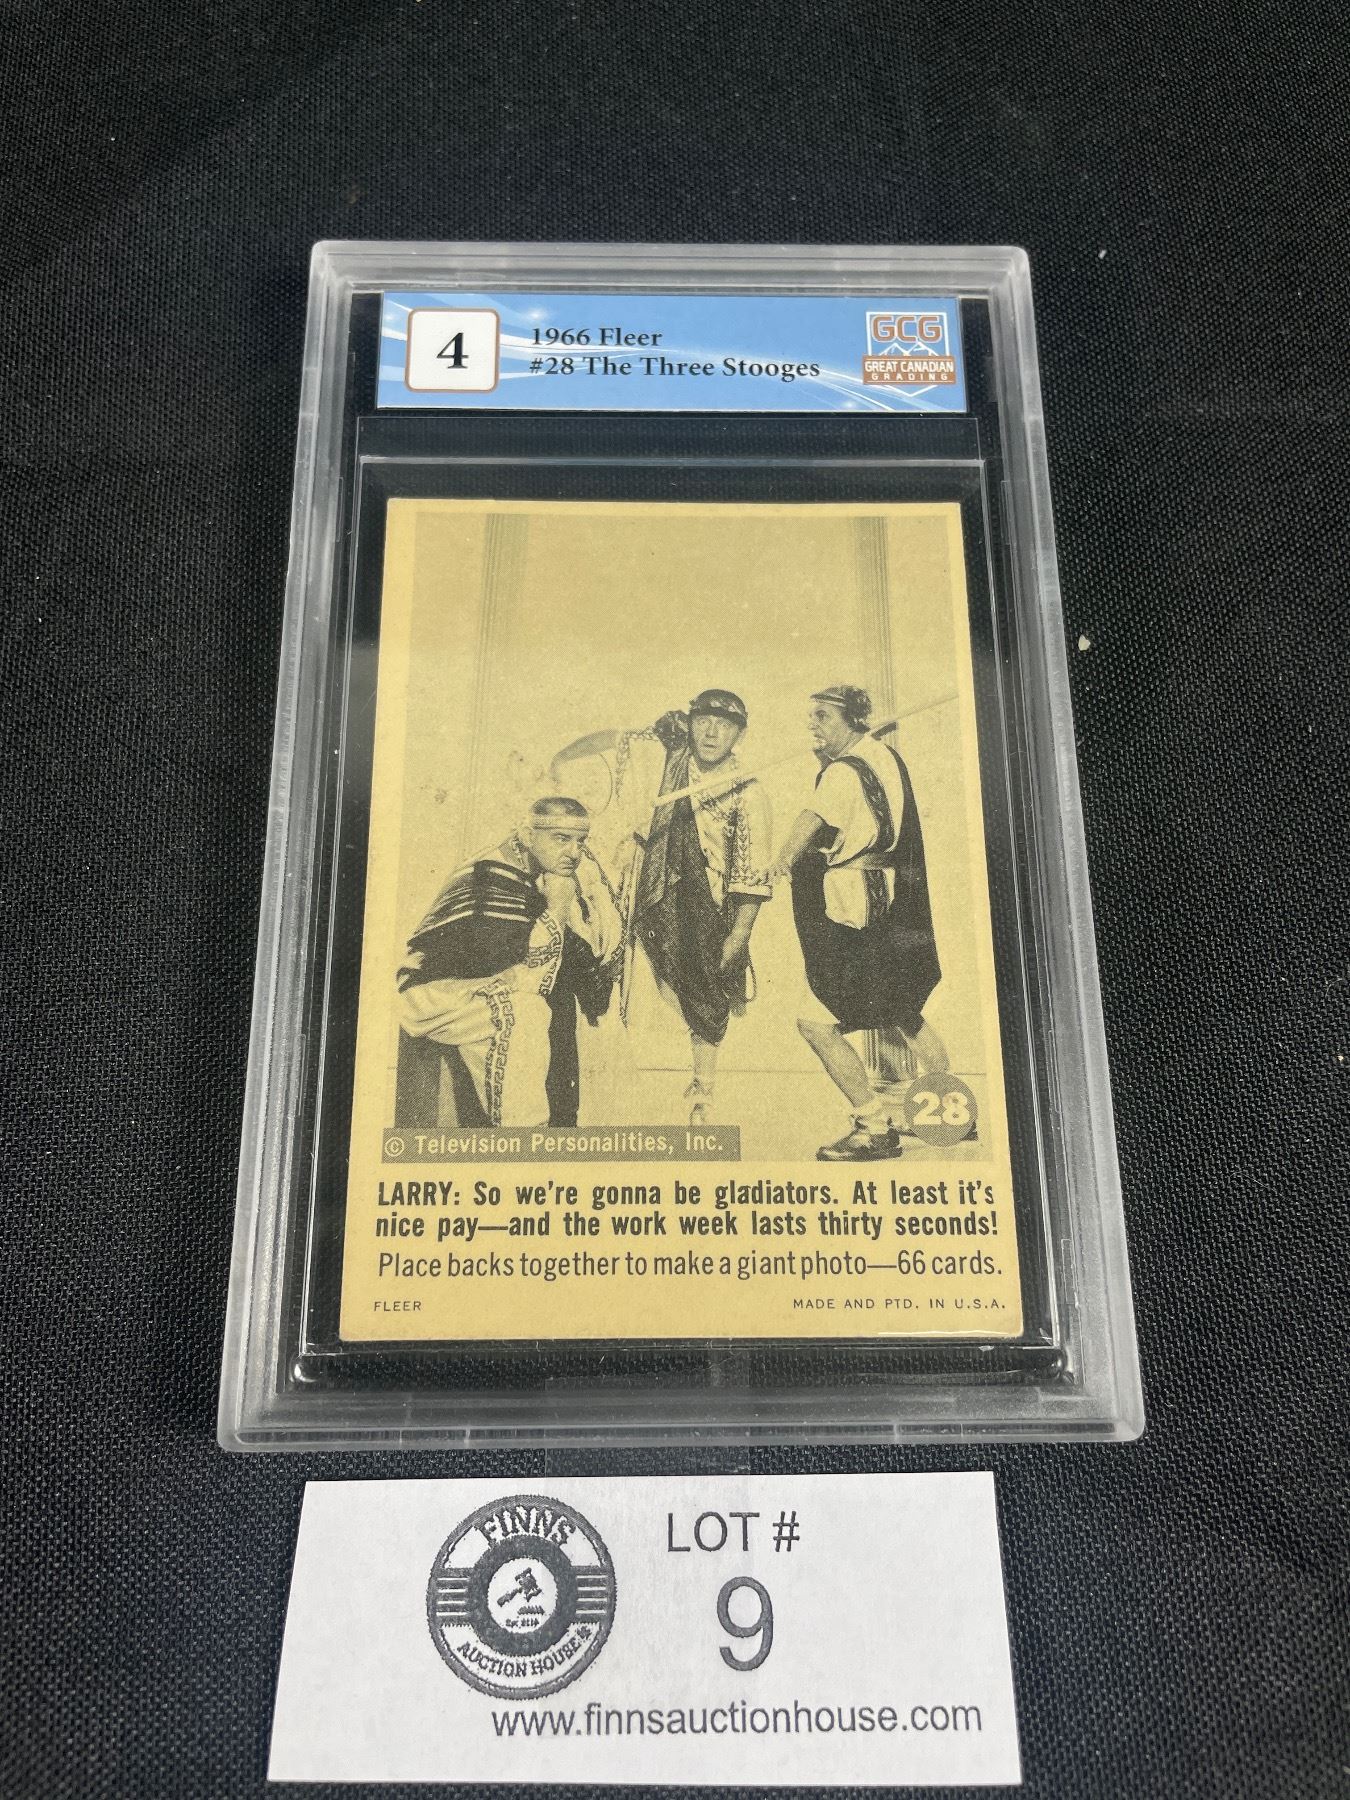 4
1966 Fleer
#28 The Three Stooges
GCG
GREAT CANADIAN
GRADING
28
© Television Personalities, Inc.
LARRY: So we're gonna be gladiators. At least it's
nice pay—and the work week lasts thirty seconds!
Place backs together to make a giant photo—66 cards.
FLEER MADE AND PTD. IN U.S.A.
FINNS
AUCTION HOUSE
LOT #
9
www.finnsauctionhouse.com